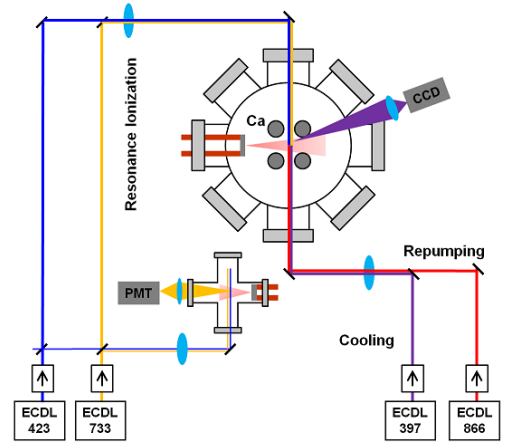 Resonance Ionization
CCD
Ca
Repumping
PMT
Cooling
ECDL
423
ECDL
733
ECDL
397
ECDL
866